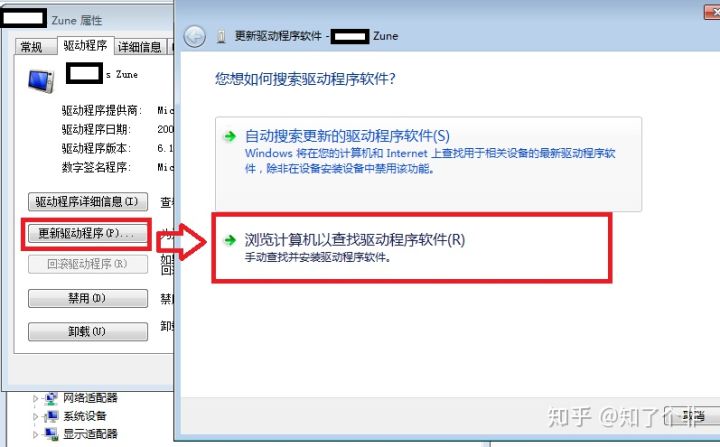 Zune 属性
常规
驱动程序
详细信息
s Zune
驱动程序提供商:
Mic
驱动程序日期:
200
驱动程序版本:
6.1
数字签名程序:
Mic
驱动程序详细信息(I)
更新驱动程序(P)...
回滚驱动程序(R)
回滚
禁用(D)
卸载(U)
网络适配器
系统设备
显示适配器
更新驱动程序软件 -
Zune
您想如何搜索驱动程序软件?
自动搜索更新的驱动程序软件(S)
Windows 将在您的计算机和 Internet 上查找用于相关设备的最新驱动程序软
件，除非在设备安装设备中禁用该功能。
浏览计算机以查找驱动程序软件(R)
手动查找并安装驱动程序软件。
取消
知乎 @知了个非